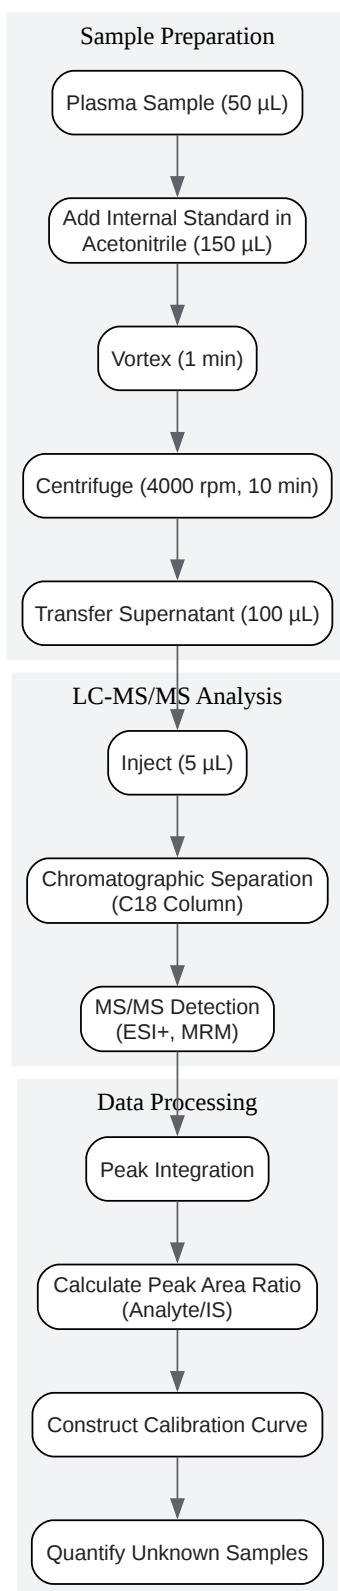 Sample Preparation
Plasma Sample (50 µL)
Add Internal Standard in
Acetonitrile (150 µL)
Vortex (1 min)
Centrifuge (4000 rpm, 10 min)
Transfer Supernatant (100 µL)
LC-MS/MS Analysis
Inject (5 µL)
Chromatographic Separation
(C18 Column)
MS/MS Detection
(ESI+, MRM)
Data Processing
Peak Integration
Calculate Peak Area Ratio
(Analyte/IS)
Construct Calibration Curve
Quantify Unknown Samples